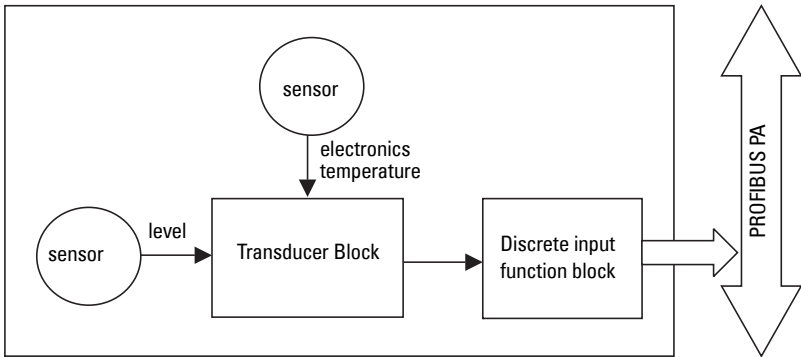 sensor
electronics
temperature
level
sensor
Transducer Block
Discrete input
function block
PROFIBUS PA